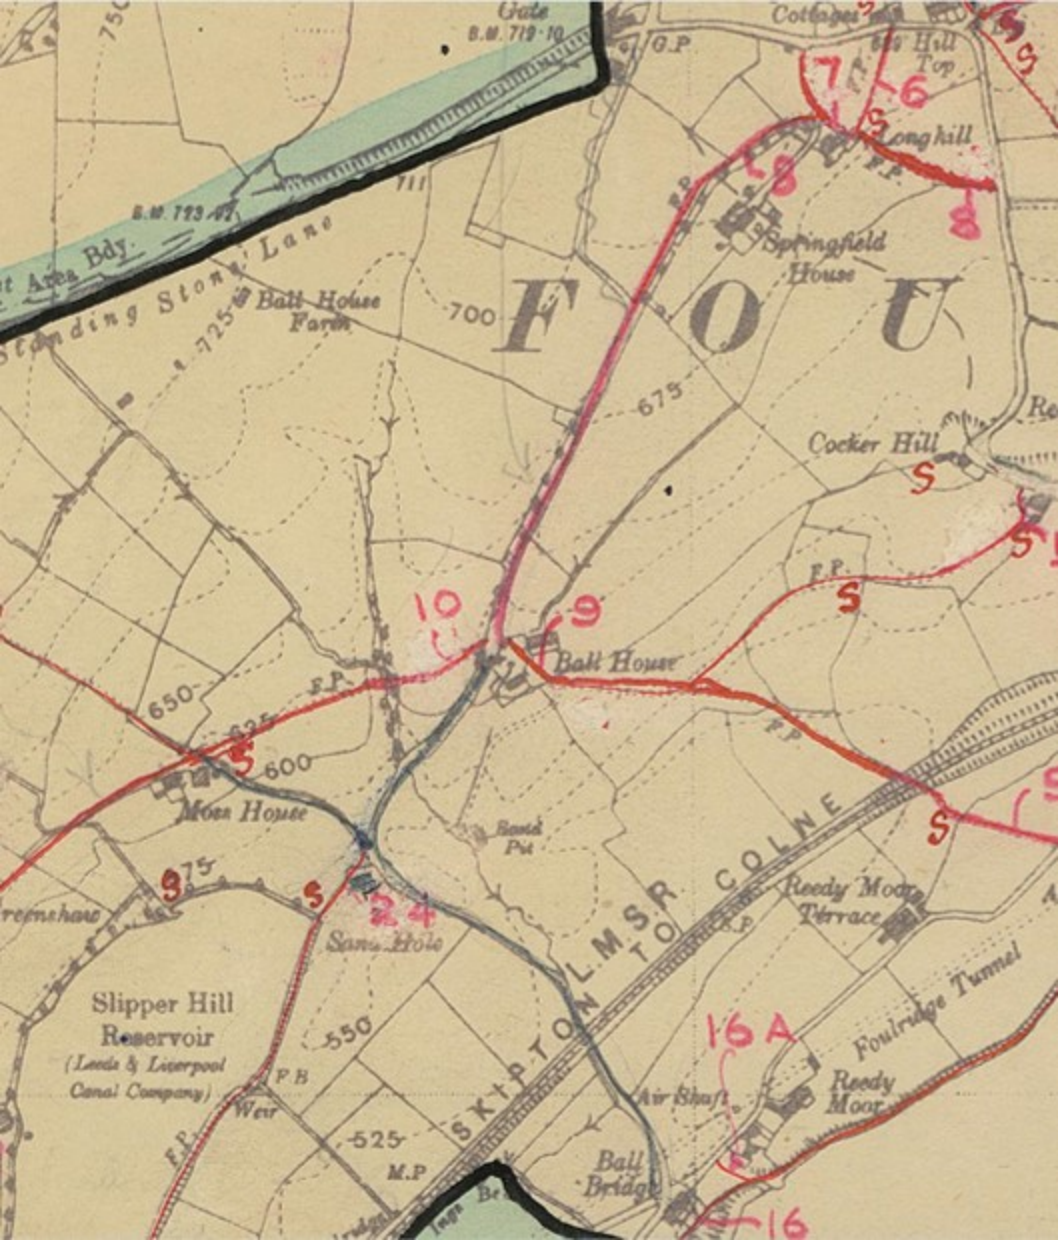 750
Gate
B.M. 719·10
G.P
Cottages
S
Hill
Top
S
S
7
F.P.
6
S
Longhill
F.P.
711
8
F.P.
8
B.M. 723
Springfield
House
Area Bdy.
Standing Stone Lane
725
Ball House
Farm
700
F O U
675
Cocker Hill
S
S
F.P.
S
10
9
Ball House
F.P.
650
625
S
600
F.P.
Moss House
Sand
Pit
S
575
S
S
COLNE
Reedy Moor
Terrace
LMSR
TO
SKIPTON
S.P
24
Sand Hole
Slipper Hill
Reservoir
(Leeds & Liverpool
Canal Company)
550
Foulridge Tunnel
16A
F.B
Weir
Air Shaft
Reedy
Moor
F.P.
525
M.P
Ball
Bridge
16